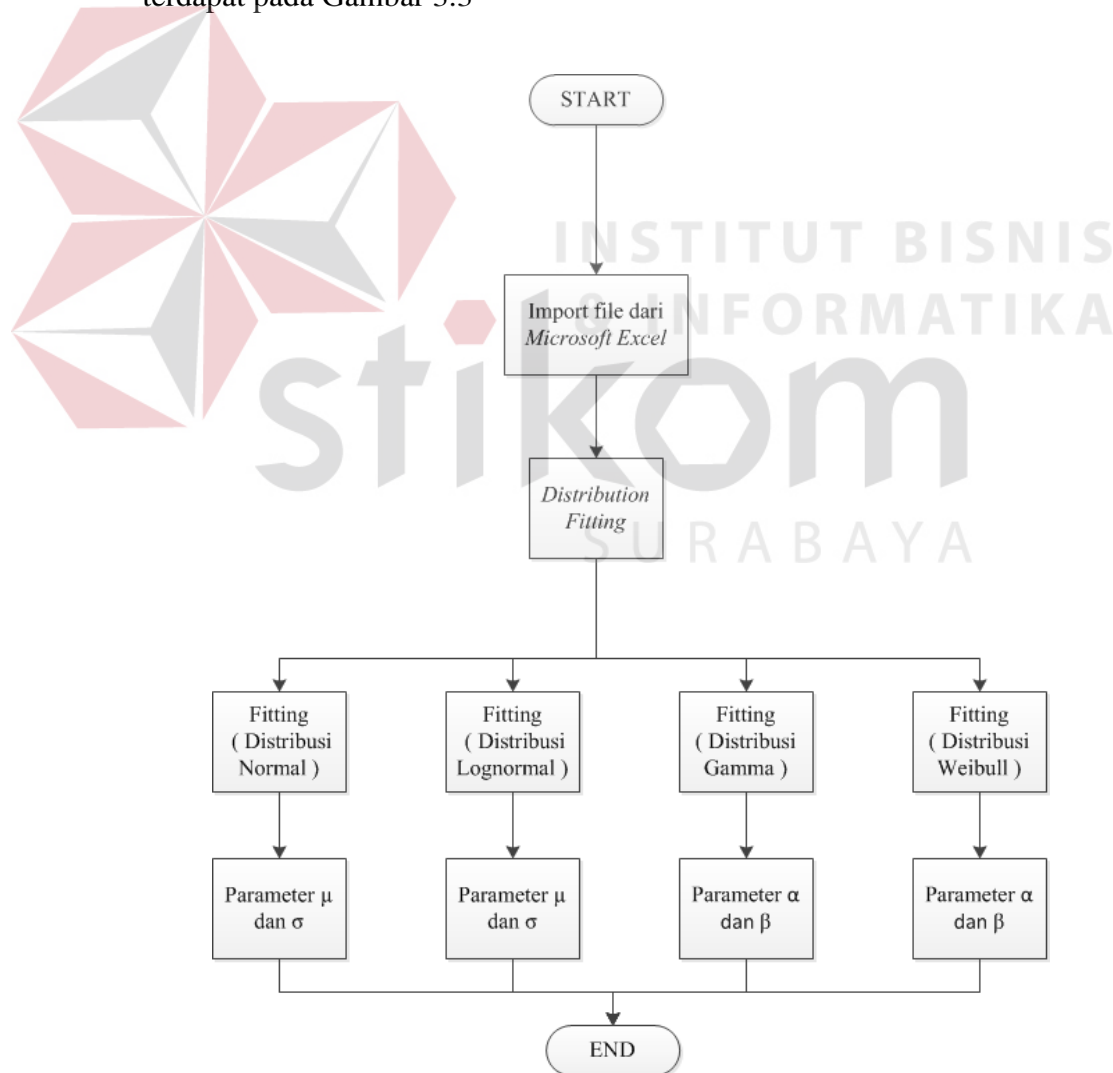 terdapat pada Gambar 3.3
START
INSTITUT BISNIS
& INFORMATIKA
stikom
SURABAYA
Import file dari
Microsoft Excel
Distribution
Fitting
Fitting
( Distribusi
Normal )
Fitting
( Distribusi
Lognormal )
Fitting
( Distribusi
Gamma )
Fitting
( Distribusi
Weibull )
Parameter μ
dan σ
Parameter μ
dan σ
Parameter α
dan β
Parameter α
dan β
END